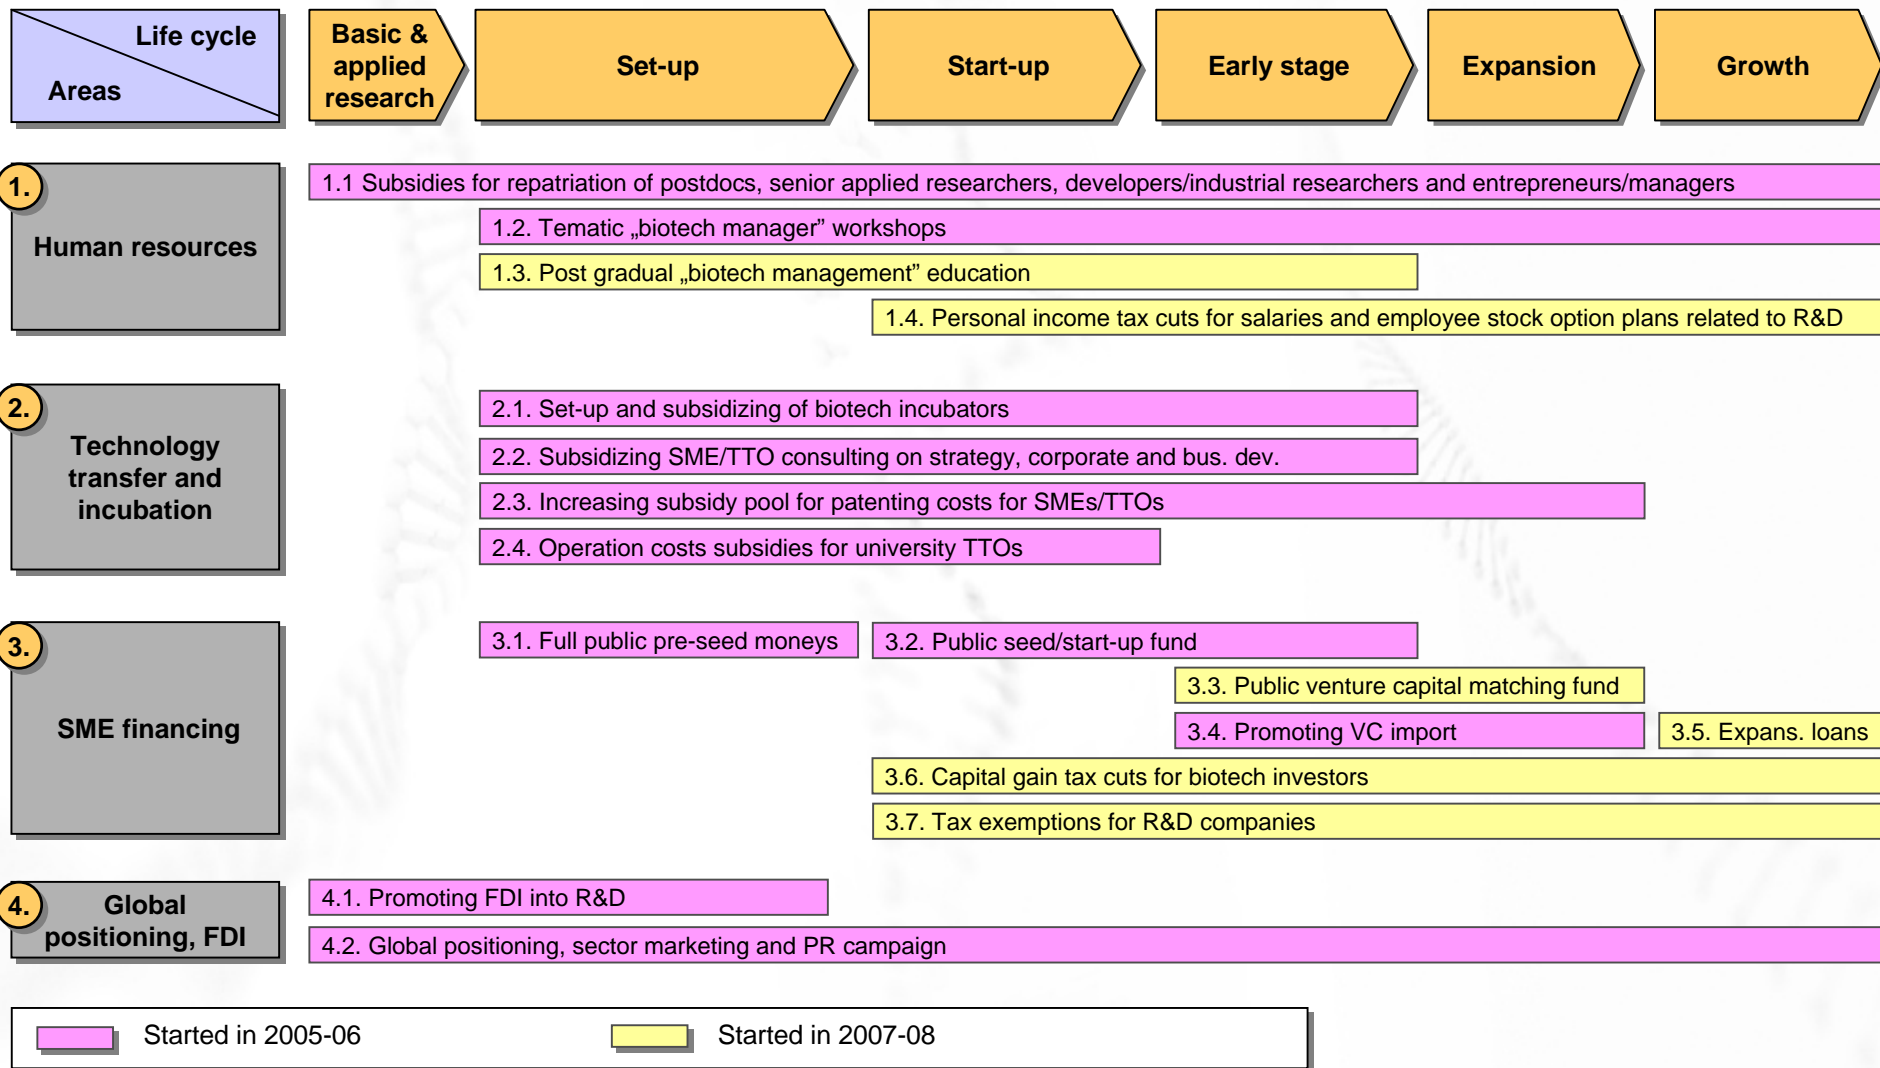 Life cycle
Areas
Basic &
applied
research
Set-up
Start-up
Early stage
Expansion
Growth
1.
Human resources
1.1 Subsidies for repatriation of postdocs, senior applied researchers, developers/industrial researchers and entrepreneurs/managers
1.2. Tematic „biotech manager” workshops
1.3. Post gradual „biotech management” education
1.4. Personal income tax cuts for salaries and employee stock option plans related to R&D
2.
Technology
transfer and
incubation
2.1. Set-up and subsidizing of biotech incubators
2.2. Subsidizing SME/TTO consulting on strategy, corporate and bus. dev.
2.3. Increasing subsidy pool for patenting costs for SMEs/TTOs
2.4. Operation costs subsidies for university TTOs
3.
SME financing
3.1. Full public pre-seed moneys
3.2. Public seed/start-up fund
3.3. Public venture capital matching fund
3.4. Promoting VC import
3.5. Expans. loans
3.6. Capital gain tax cuts for biotech investors
3.7. Tax exemptions for R&D companies
4.
Global
positioning, FDI
4.1. Promoting FDI into R&D
4.2. Global positioning, sector marketing and PR campaign
Started in 2005-06
Started in 2007-08